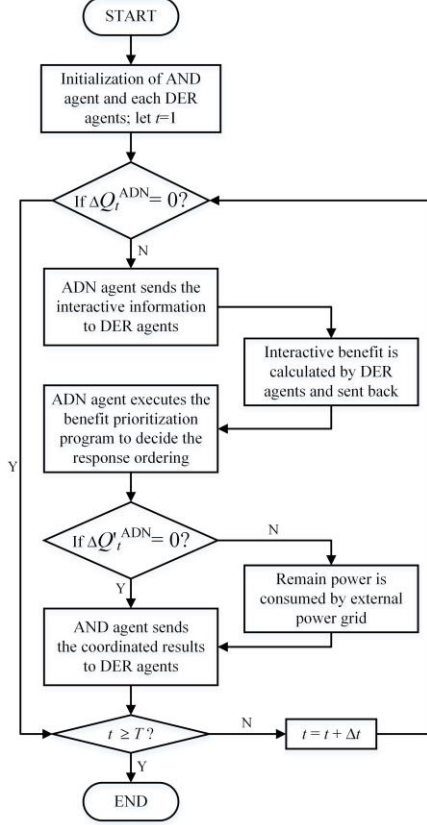 START
Initialization of AND
agent and each DER
agents; let t=1
If ΔQₜᴬᴰᴺ = 0?
N
ADN agent sends the
interactive information
to DER agents
Interactive benefit is
calculated by DER
agents and sent back
ADN agent executes the
benefit prioritization
program to decide the
response ordering
Y
If ΔQ'ₜᴬᴰᴺ = 0?
N
Y
Remain power is
consumed by external
power grid
AND agent sends
the coordinated results
to DER agents
t ≥ T?
N
t = t + Δt
Y
END